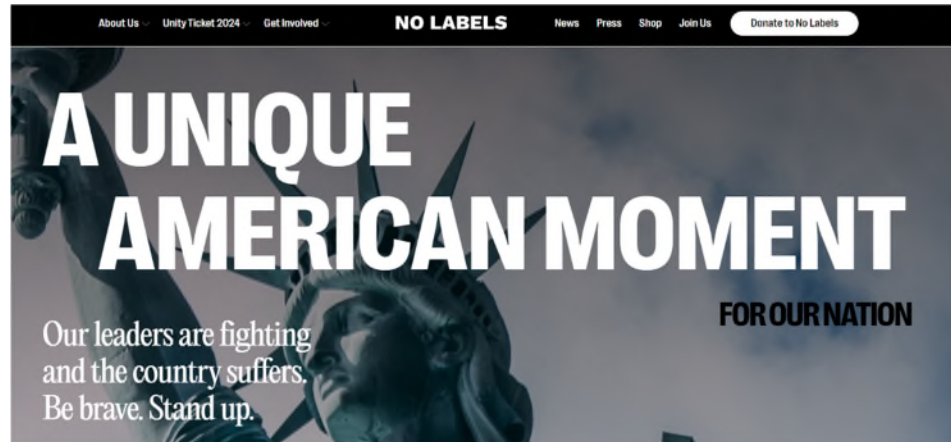 About Us Unity Ticket 2024 Get Involved NO LABELS News Press Shop Join Us Donate to No Labels
A UNIQUE
AMERICAN MOMENT
FOR OUR NATION
Our leaders are fighting
and the country suffers.
Be brave. Stand up.